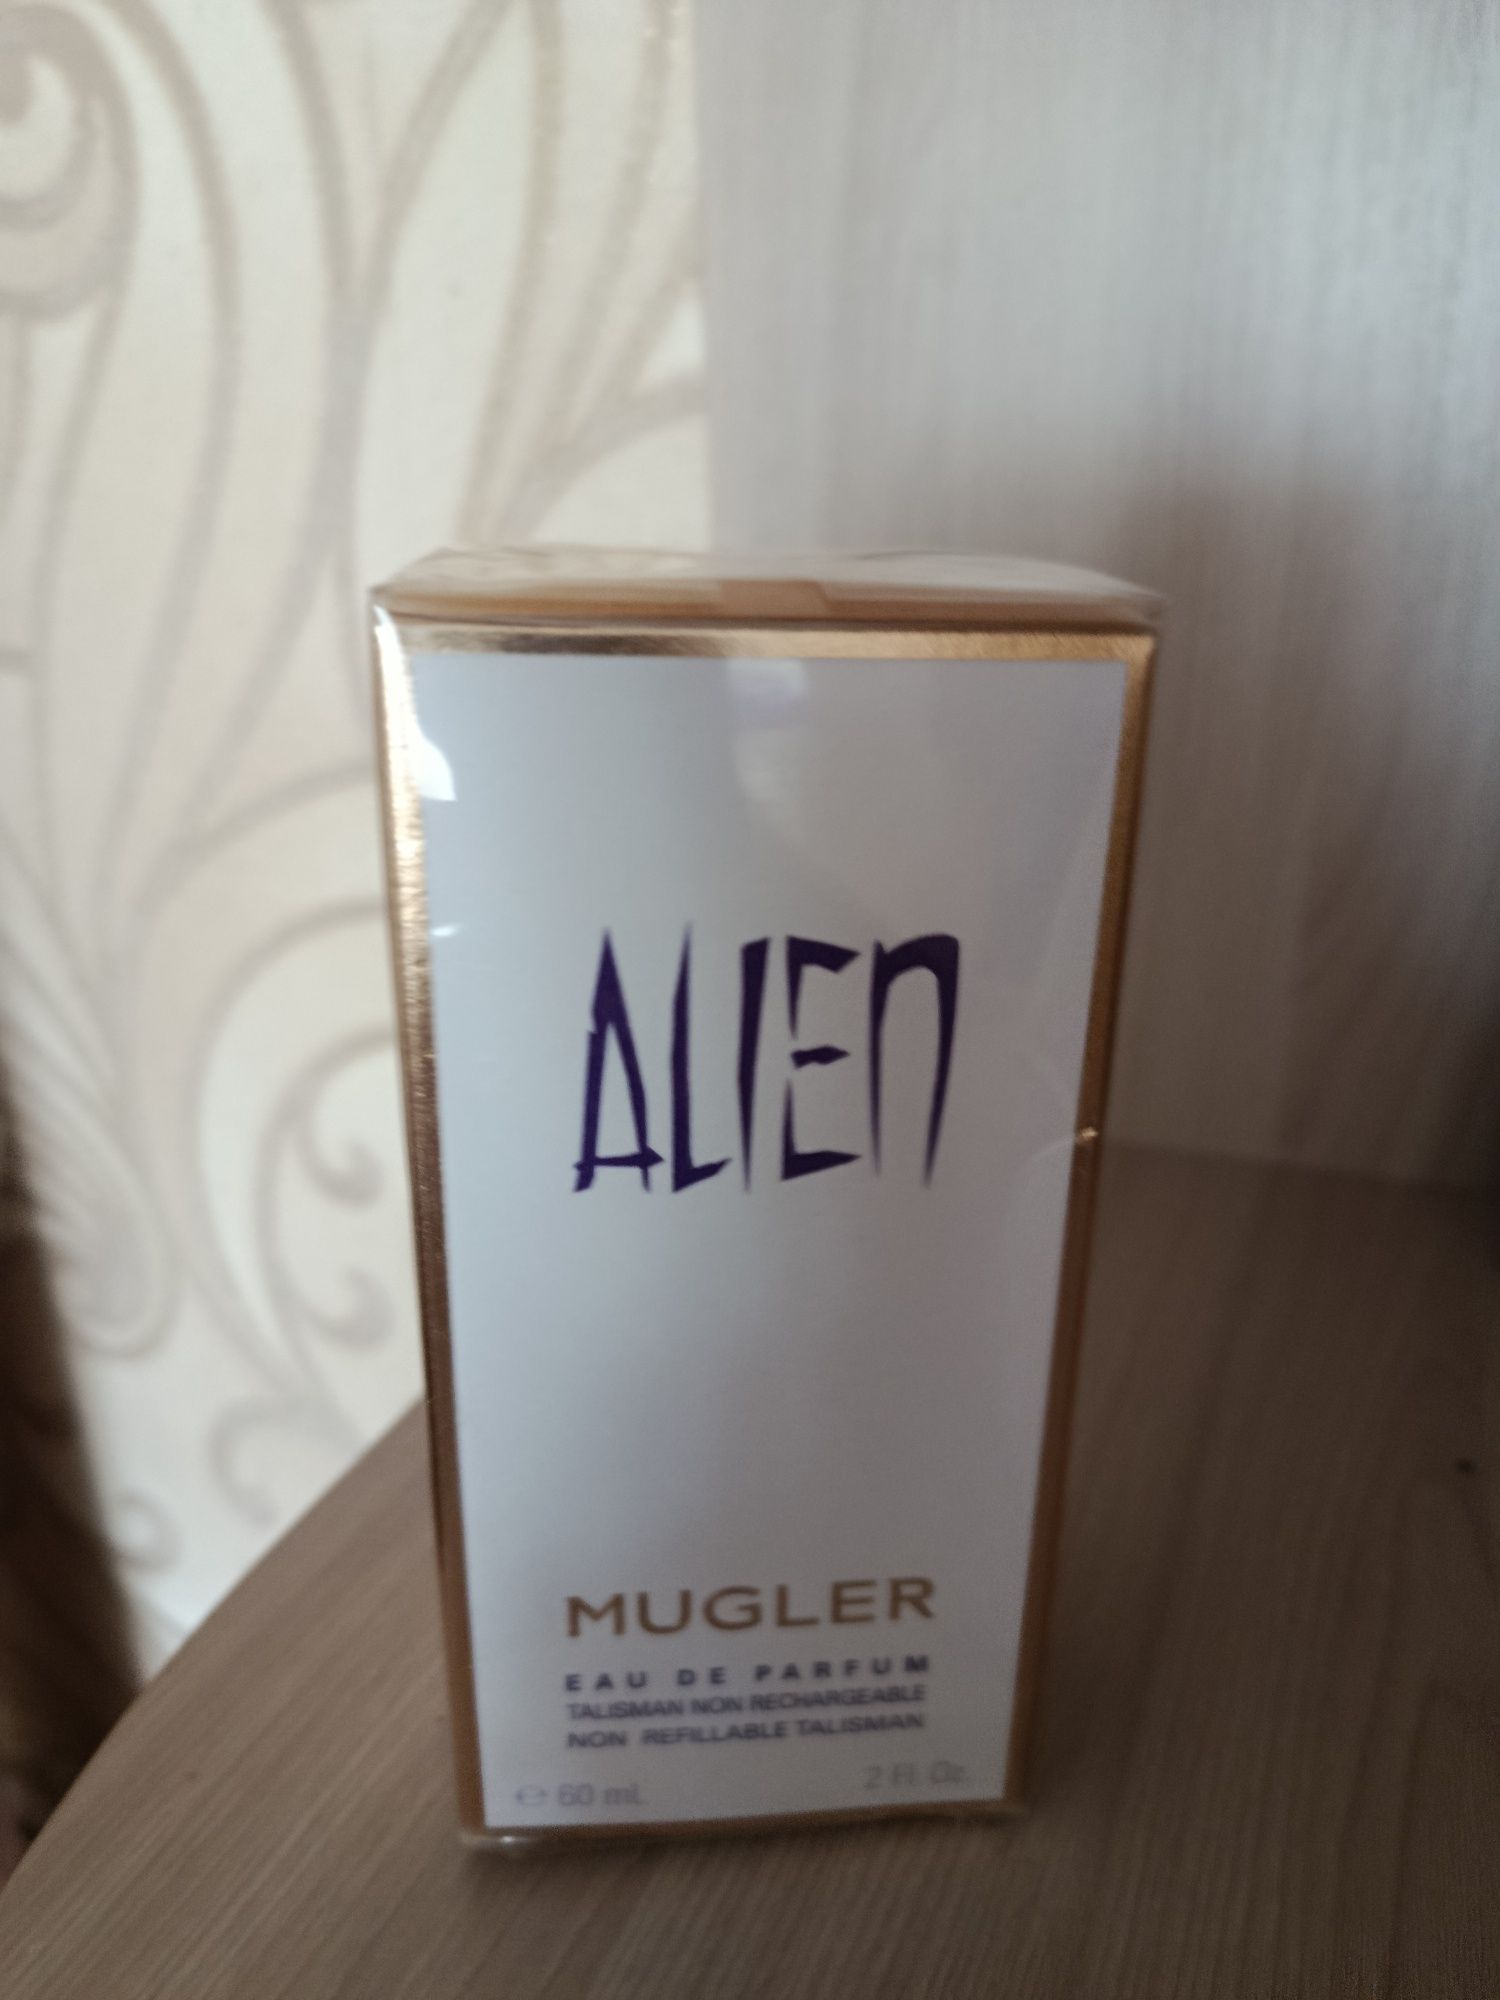 ALIEN
MUGLER
EAU DE PARFUM
TALISMAN NON RECHARGEABLE
NON REFILLABLE TALISMAN
℮ 60 mL 2 Fl. Oz.